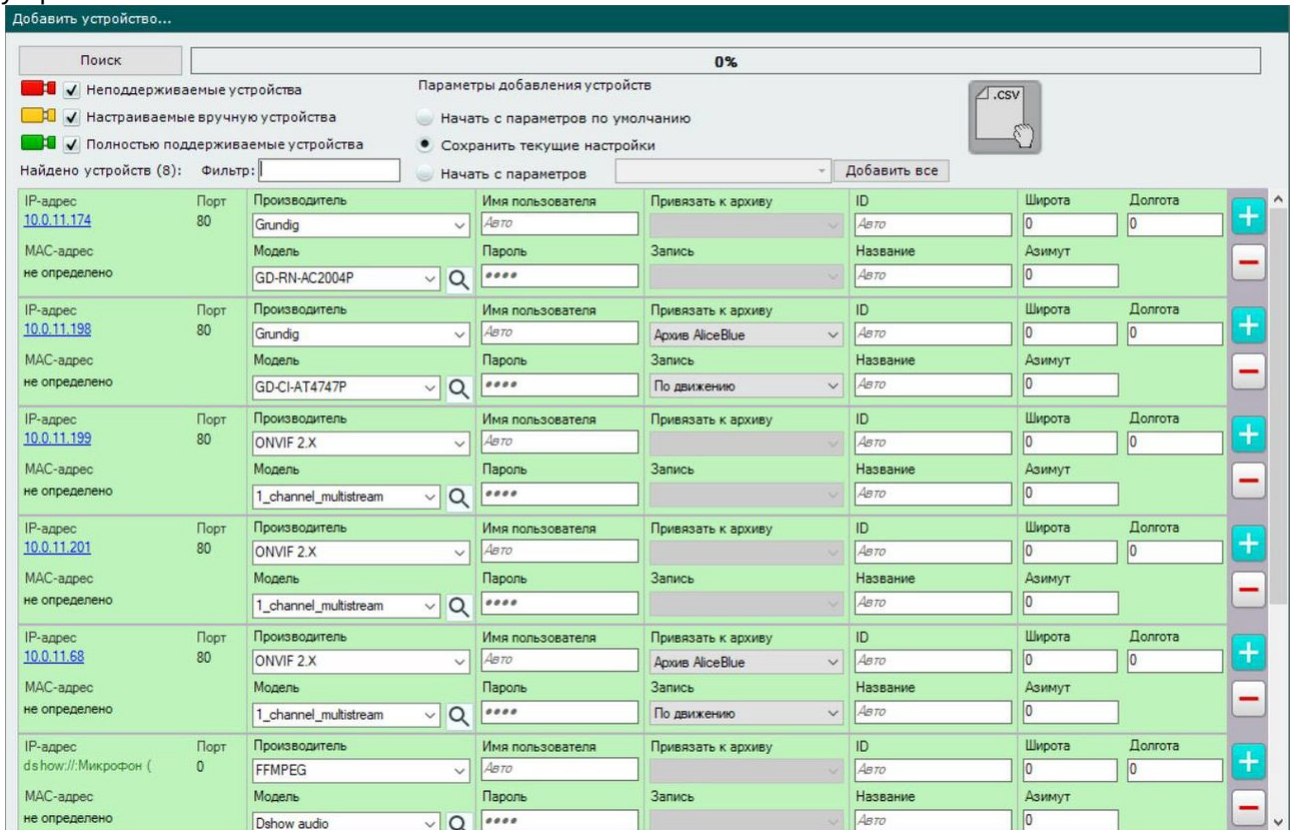 Добавить устройство...
Поиск 0%
Неподдерживаемые устройства Параметры добавления устройств .csv
Настраиваемые вручную устройства Начать с параметров по умолчанию
Полностью поддерживаемые устройства Сохранить текущие настройки
Найдено устройств (8): Фильтр: Начать с параметров Добавить все
IP-адрес Порт Производитель Имя пользователя Привязать к архиву ID Широта Долгота
10.0.11.174 80 Grundig Авто Авто 0 0
MAC-адрес Модель Пароль Запись Название Азимут
не определено GD-RN-AC2004P **** Авто 0
IP-адрес Порт Производитель Имя пользователя Привязать к архиву ID Широта Долгота
10.0.11.198 80 Grundig Авто Архив AliceBlue Авто 0 0
MAC-адрес Модель Пароль Запись Название Азимут
не определено GD-CI-AT4747P **** По движению Авто 0
IP-адрес Порт Производитель Имя пользователя Привязать к архиву ID Широта Долгота
10.0.11.199 80 ONVIF 2.X Авто Авто 0 0
MAC-адрес Модель Пароль Запись Название Азимут
не определено 1_channel_multistream **** Авто 0
IP-адрес Порт Производитель Имя пользователя Привязать к архиву ID Широта Долгота
10.0.11.201 80 ONVIF 2.X Авто Авто 0 0
MAC-адрес Модель Пароль Запись Название Азимут
не определено 1_channel_multistream **** Авто 0
IP-адрес Порт Производитель Имя пользователя Привязать к архиву ID Широта Долгота
10.0.11.68 80 ONVIF 2.X Авто Архив AliceBlue Авто 0 0
MAC-адрес Модель Пароль Запись Название Азимут
не определено 1_channel_multistream **** По движению Авто 0
IP-адрес Порт Производитель Имя пользователя Привязать к архиву ID Широта Долгота
dshow://:Микрофон ( 0 FFMPEG Авто Авто 0 0
MAC-адрес Модель Пароль Запись Название Азимут
не определено Dshow audio **** Авто 0